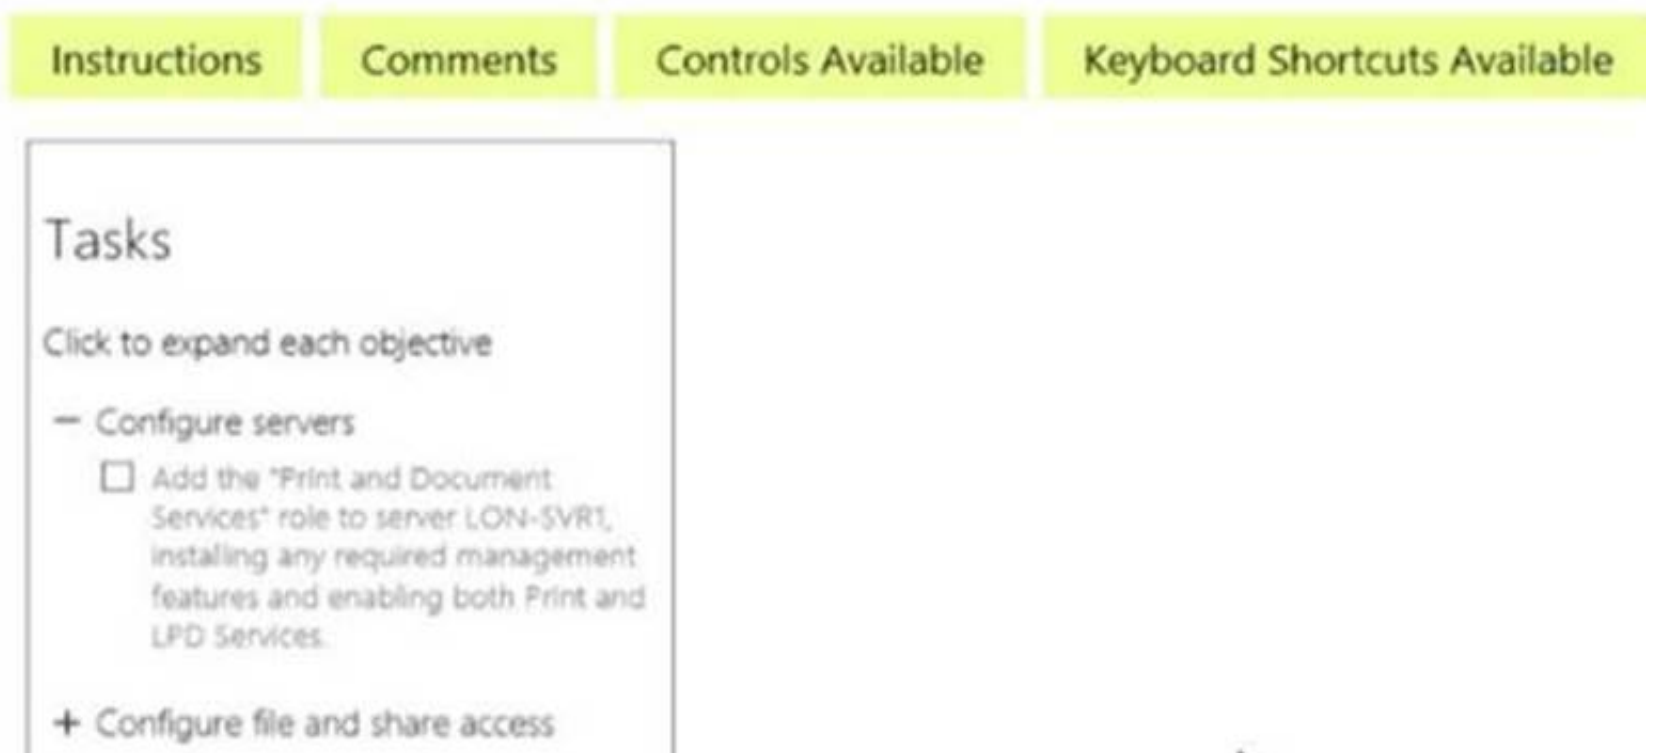 Instructions Comments Controls Available Keyboard Shortcuts Available
Tasks
Click to expand each objective
− Configure servers
Add the "Print and Document
Services" role to server LON-SVR1,
installing any required management
features and enabling both Print and
LPD Services.
+ Configure file and share access